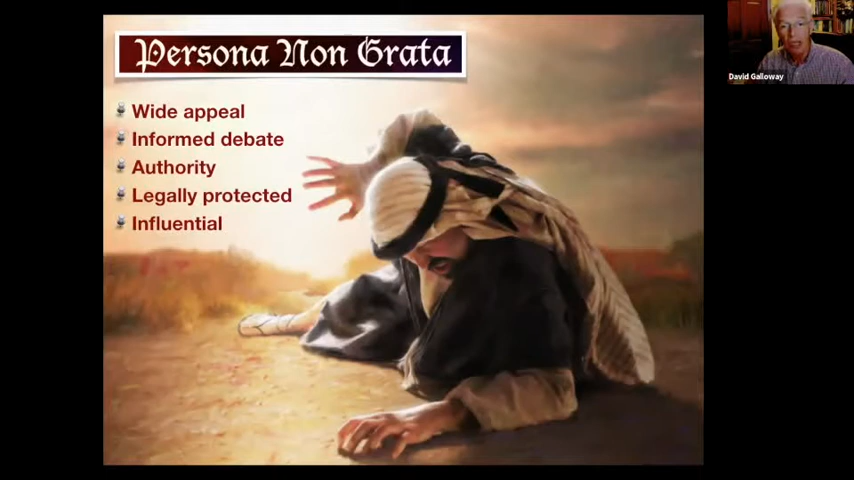 Persona Non Grata
Wide appeal
Informed debate
Authority
Legally protected
Influential
David Galloway